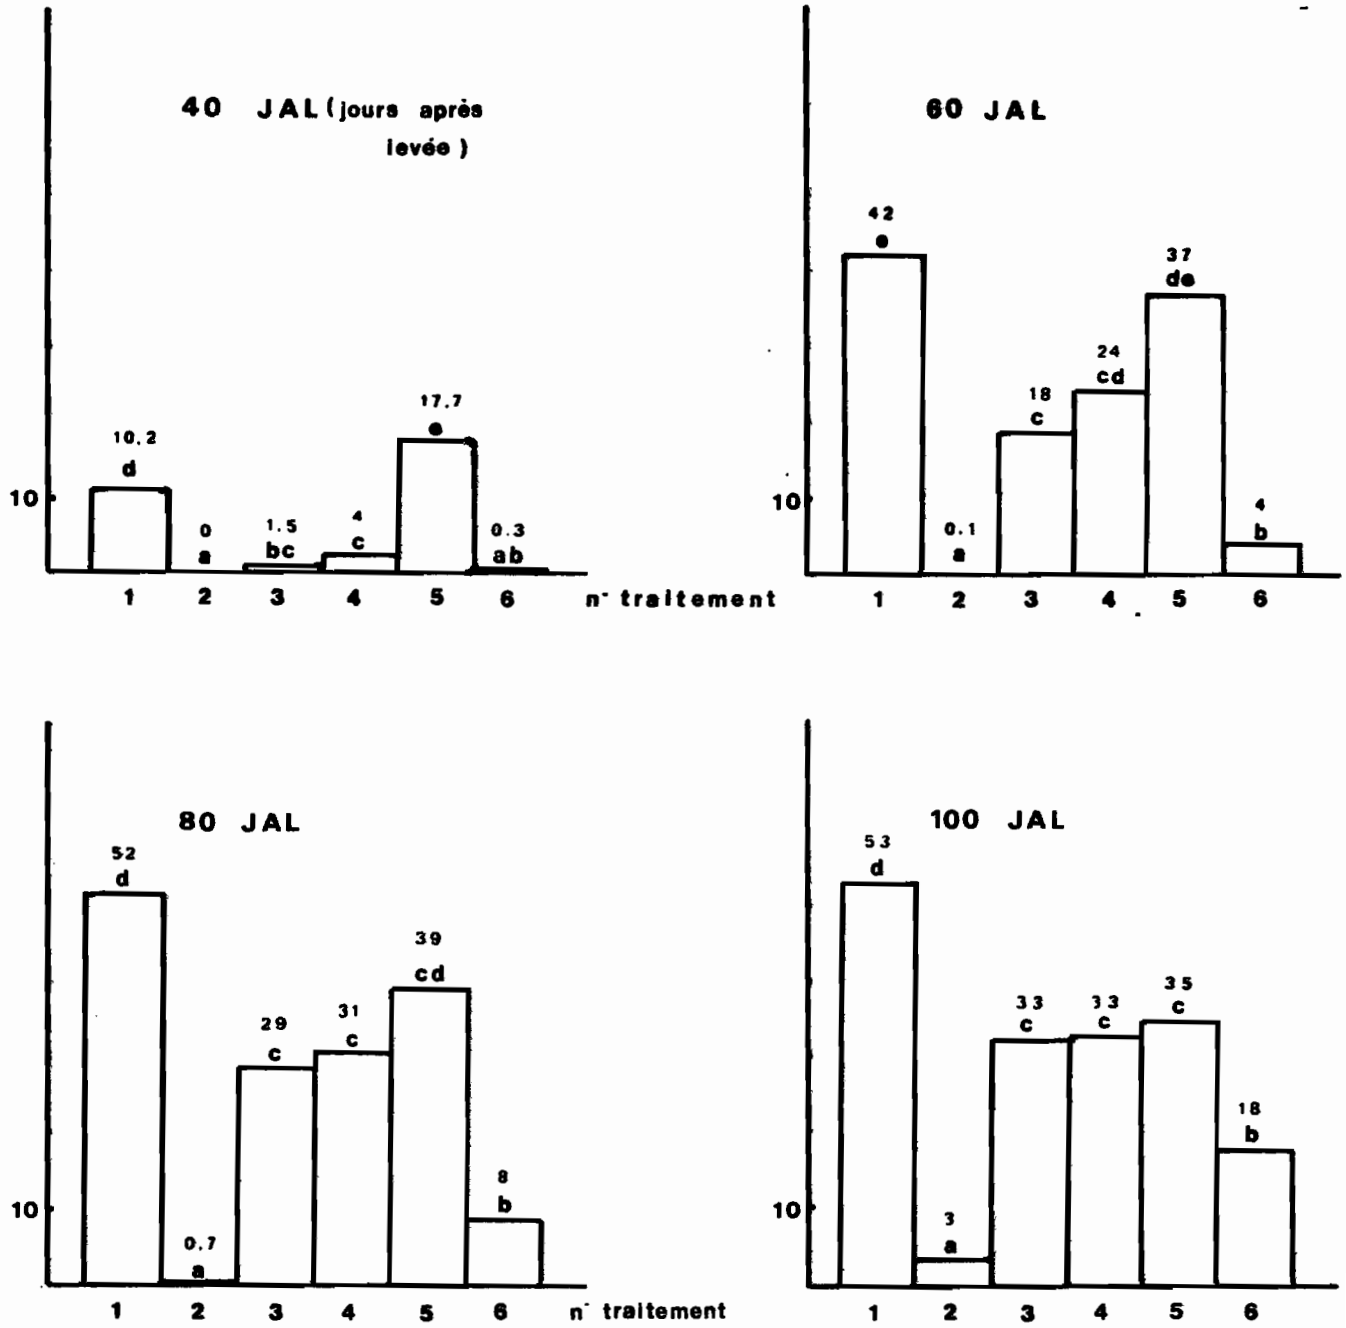 40 JAL (jours après
levée)
10,2
d
0
a
1.5
bc
4
c
17,7
e
0.3
ab
10
1 2 3 4 5 6 n° traitement
60 JAL
42
e
0.1
a
18
c
24
cd
37
de
4
b
10
1 2 3 4 5 6
80 JAL
52
d
0,7
a
29
c
31
c
39
cd
8
b
10
1 2 3 4 5 6 n° traitement
100 JAL
53
d
3
a
33
c
33
c
35
c
18
b
10
1 2 3 4 5 6